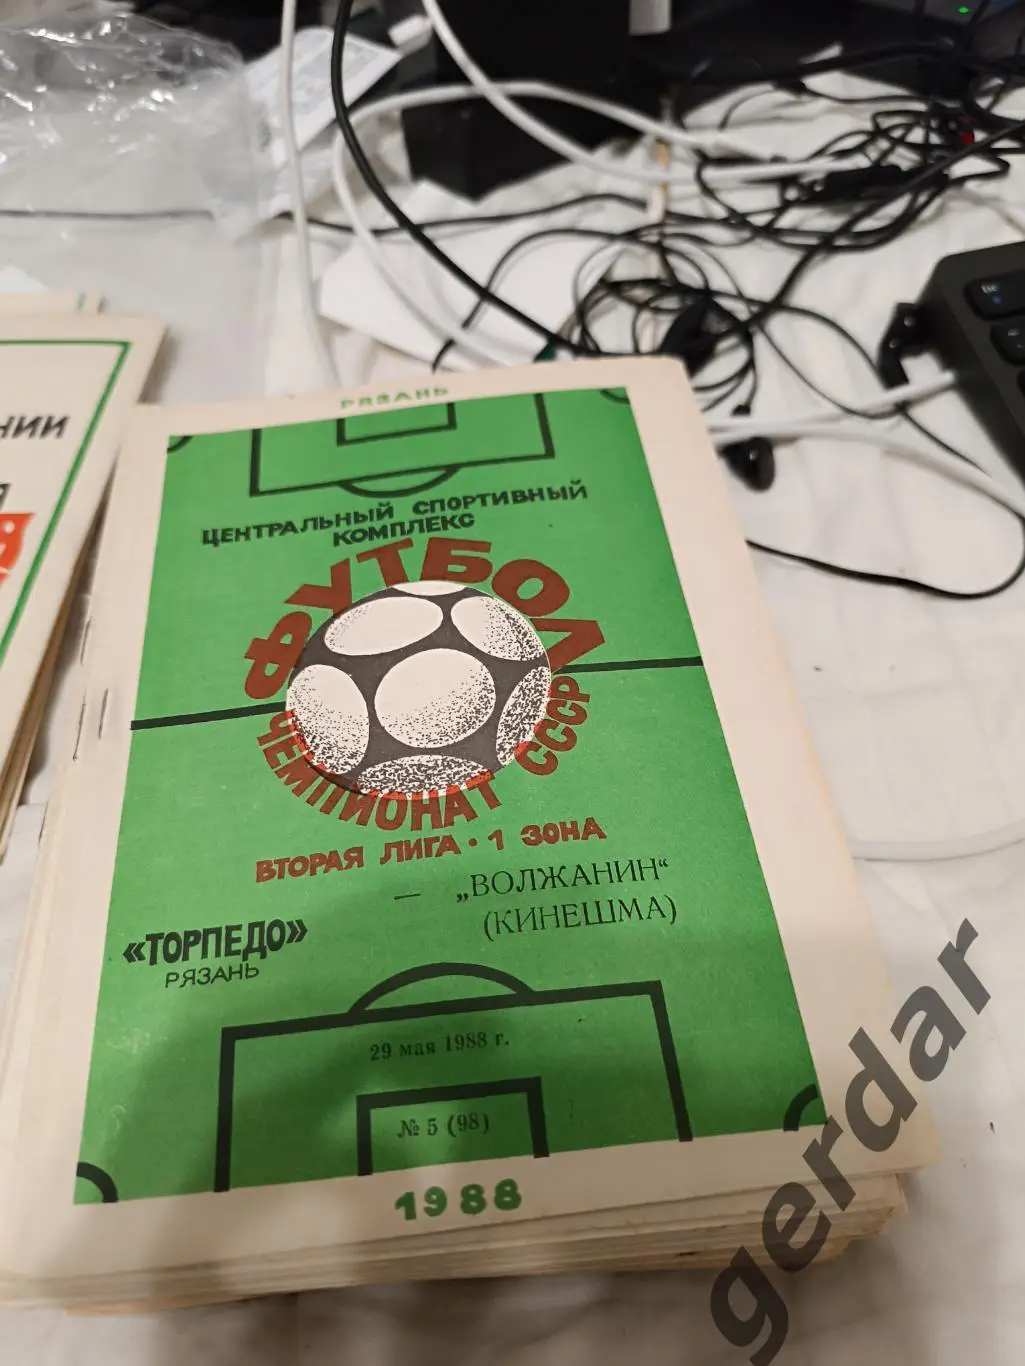 РЯЗАНЬ
ЦЕНТРАЛЬНЫЙ СПОРТИВНЫЙ
КОМПЛЕКС
ФУТБОЛ
ЧЕМПИОНАТ СССР
ВТОРАЯ ЛИГА • 1 ЗОНА
— „ВОЛЖАНИН“
(КИНЕШМА)
«ТОРПЕДО»
РЯЗАНЬ
29 мая 1988 г.
№ 5 (98)
1988
gerdar